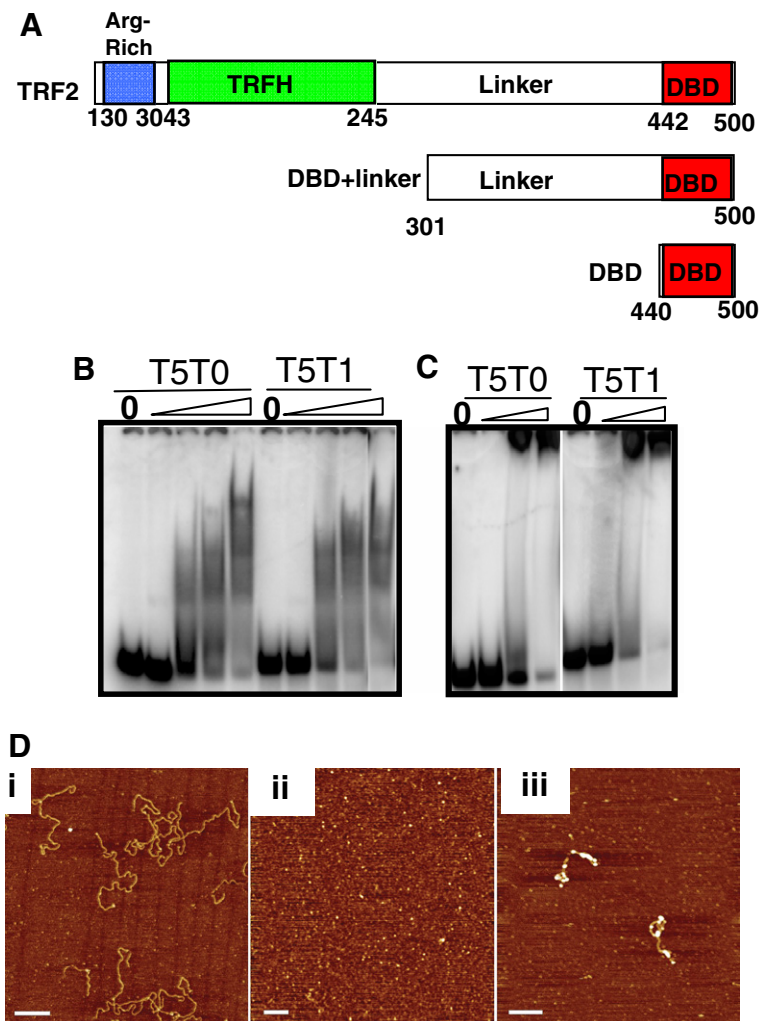 A
Arg-
Rich
TRF2
TRFH
Linker
DBD
130 3043 245 442 500
DBD+linker
Linker
DBD
301
500
DBD
DBD
440 500
B
T5T0 T5T1
0 0
C
T5T0 T5T1
0 0
D
i
ii
iii